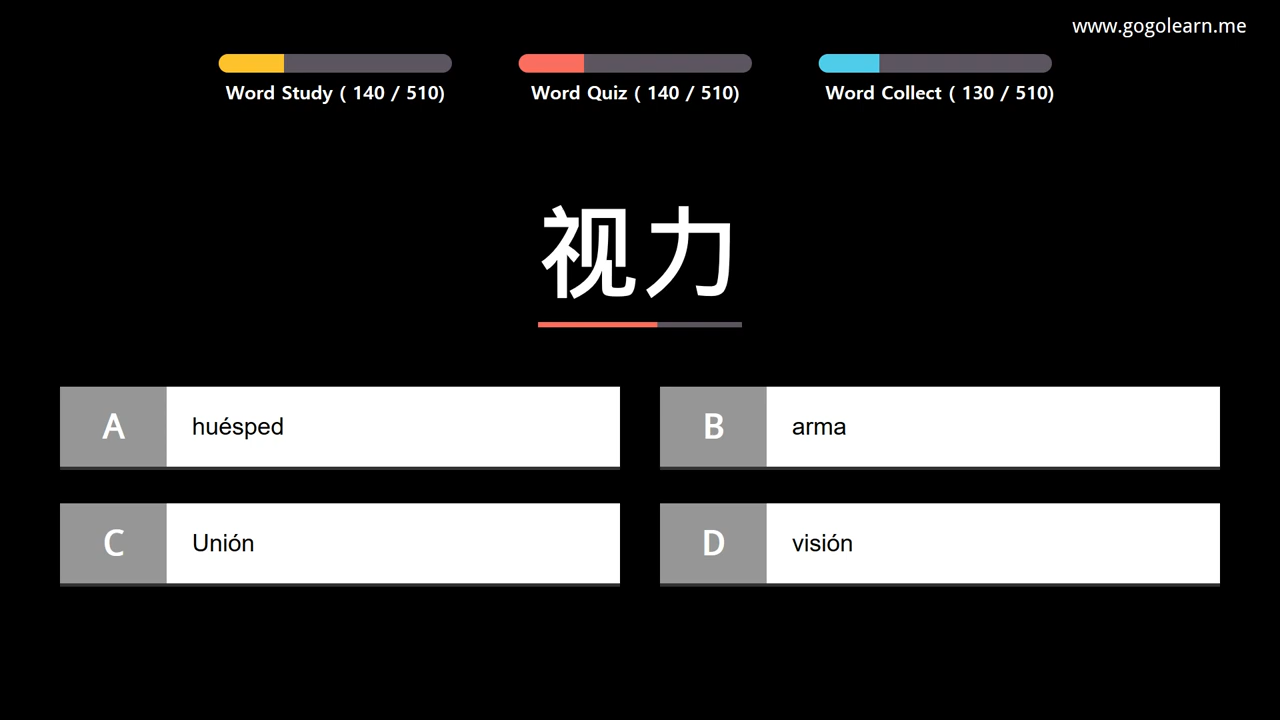 www.gogolearn.me
Word Study ( 140 / 510)
Word Quiz ( 140 / 510)
Word Collect ( 130 / 510)
视力
A huésped
B arma
C Unión
D visión